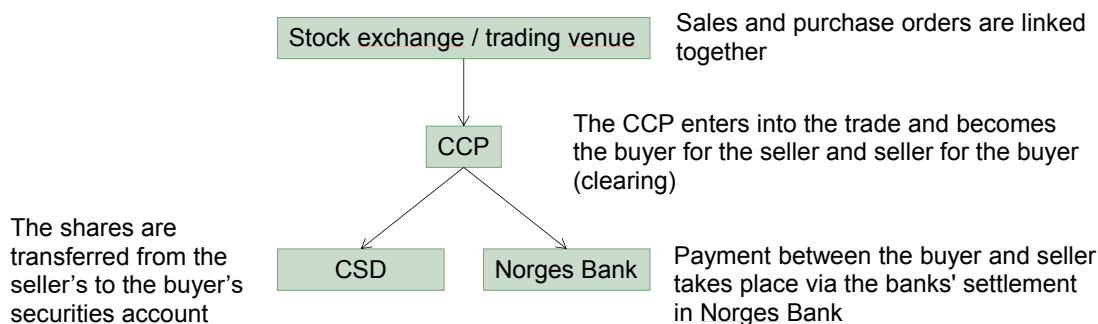 Stock exchange / trading venue
Sales and purchase orders are linked
together
CCP
The CCP enters into the trade and becomes
the buyer for the seller and seller for the buyer
(clearing)
The shares are
transferred from the
seller’s to the buyer’s
securities account
CSD
Norges Bank
Payment between the buyer and seller
takes place via the banks' settlement
in Norges Bank